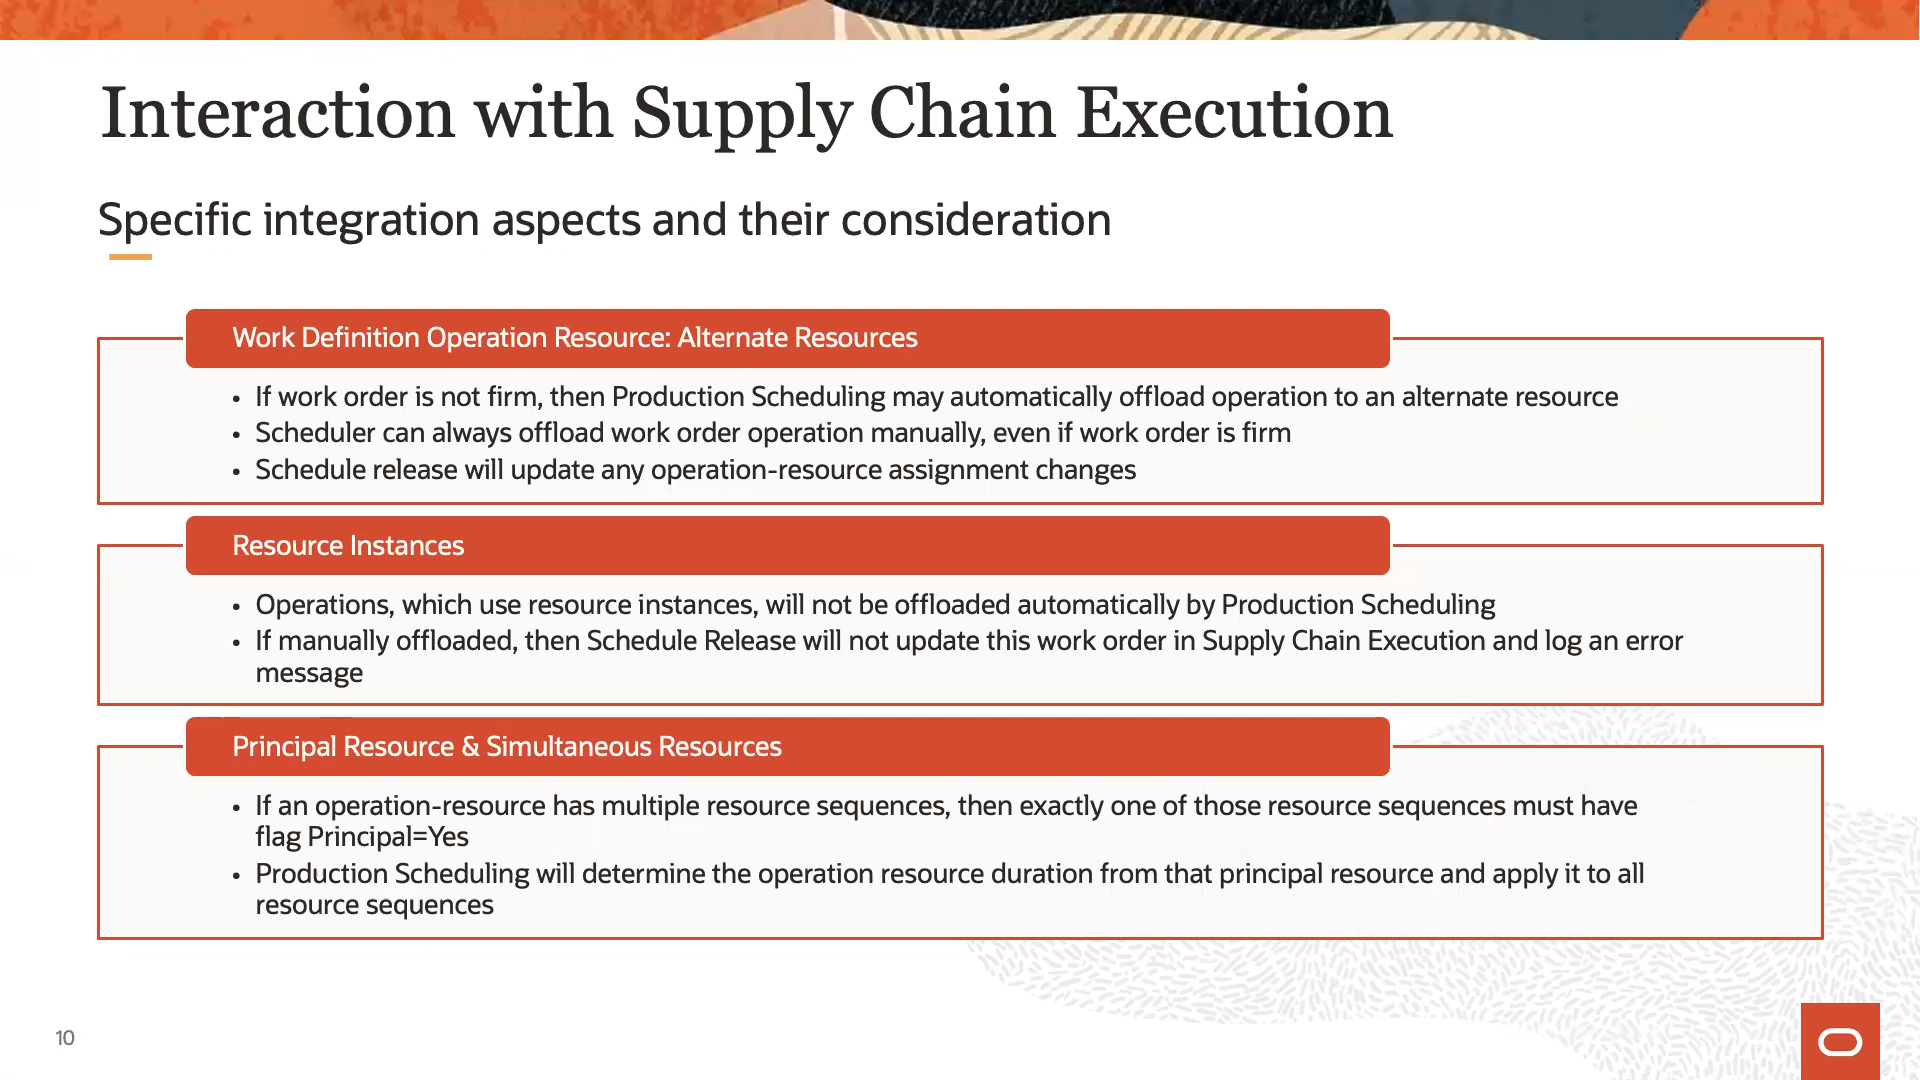 Interaction with Supply Chain Execution
Specific integration aspects and their consideration
Work Definition Operation Resource: Alternate Resources
• If work order is not firm, then Production Scheduling may automatically offload operation to an alternate resource
• Scheduler can always offload work order operation manually, even if work order is firm
• Schedule release will update any operation-resource assignment changes
Resource Instances
• Operations, which use resource instances, will not be offloaded automatically by Production Scheduling
• If manually offloaded, then Schedule Release will not update this work order in Supply Chain Execution and log an error
message
Principal Resource & Simultaneous Resources
• If an operation-resource has multiple resource sequences, then exactly one of those resource sequences must have
flag Principal=Yes
• Production Scheduling will determine the operation resource duration from that principal resource and apply it to all
resource sequences
10